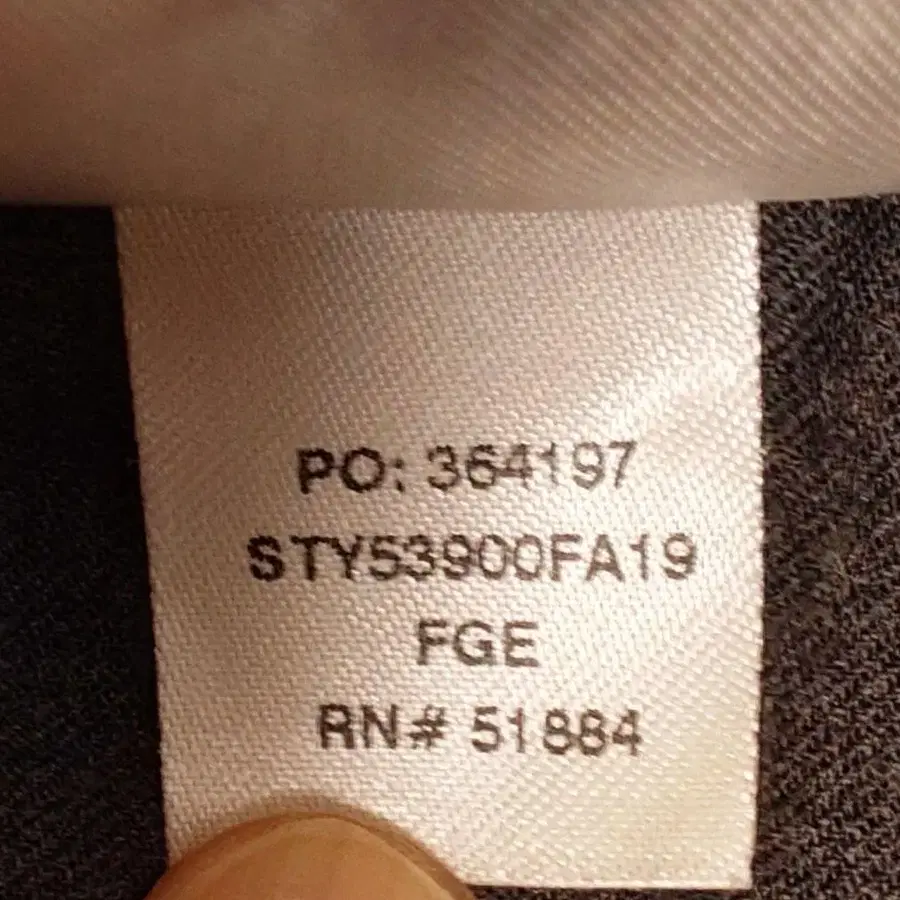 PO: 364197
STY53900FA19
FGE
RN# 51884